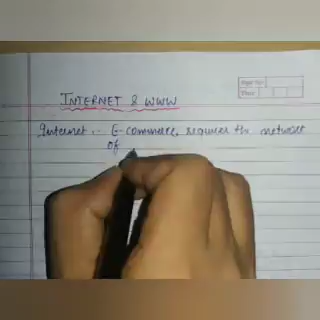 INTERNET & WWW
Internet :- E-commerce requires the network
of